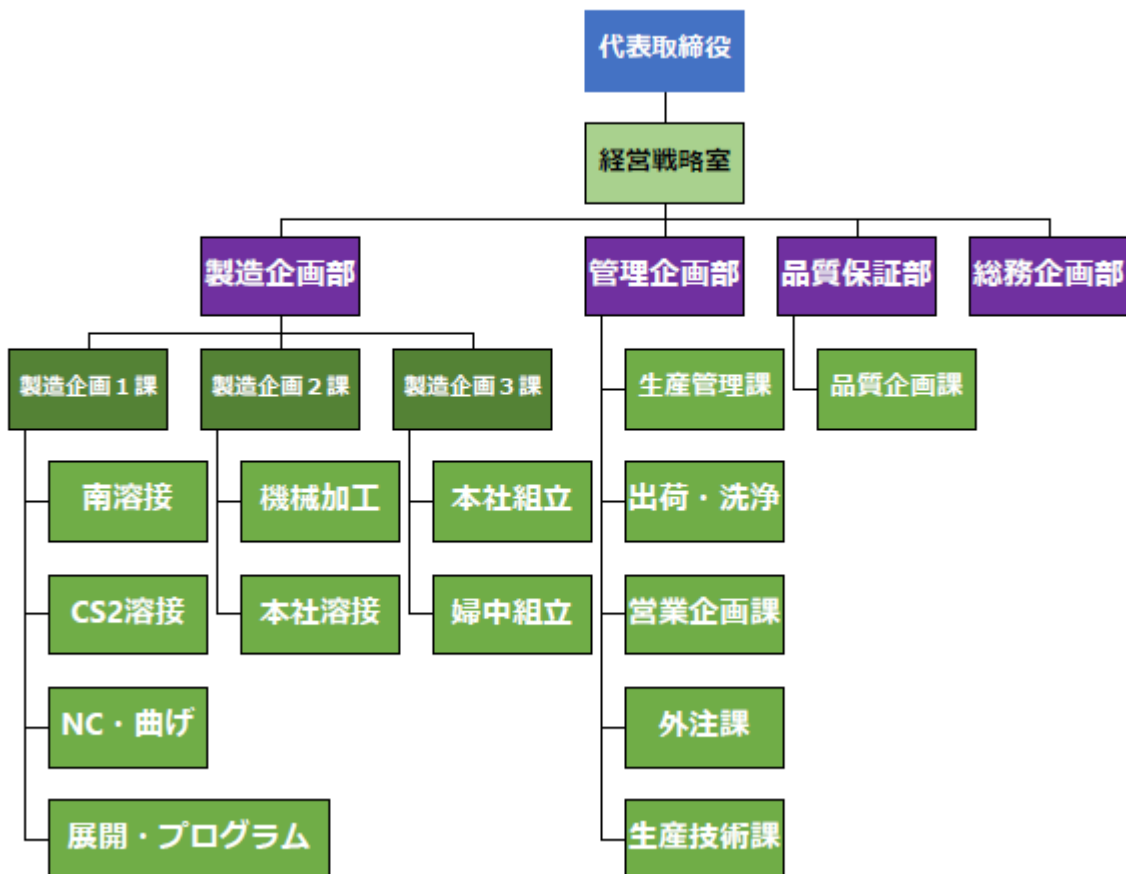 代表取締役
経営戦略室
製造企画部
管理企画部
品質保証部
総務企画部
製造企画１課
製造企画２課
製造企画３課
生産管理課
品質企画課
南溶接
機械加工
本社組立
出荷・洗浄
CS2溶接
本社溶接
婦中組立
営業企画課
NC・曲げ
外注課
展開・プログラム
生産技術課